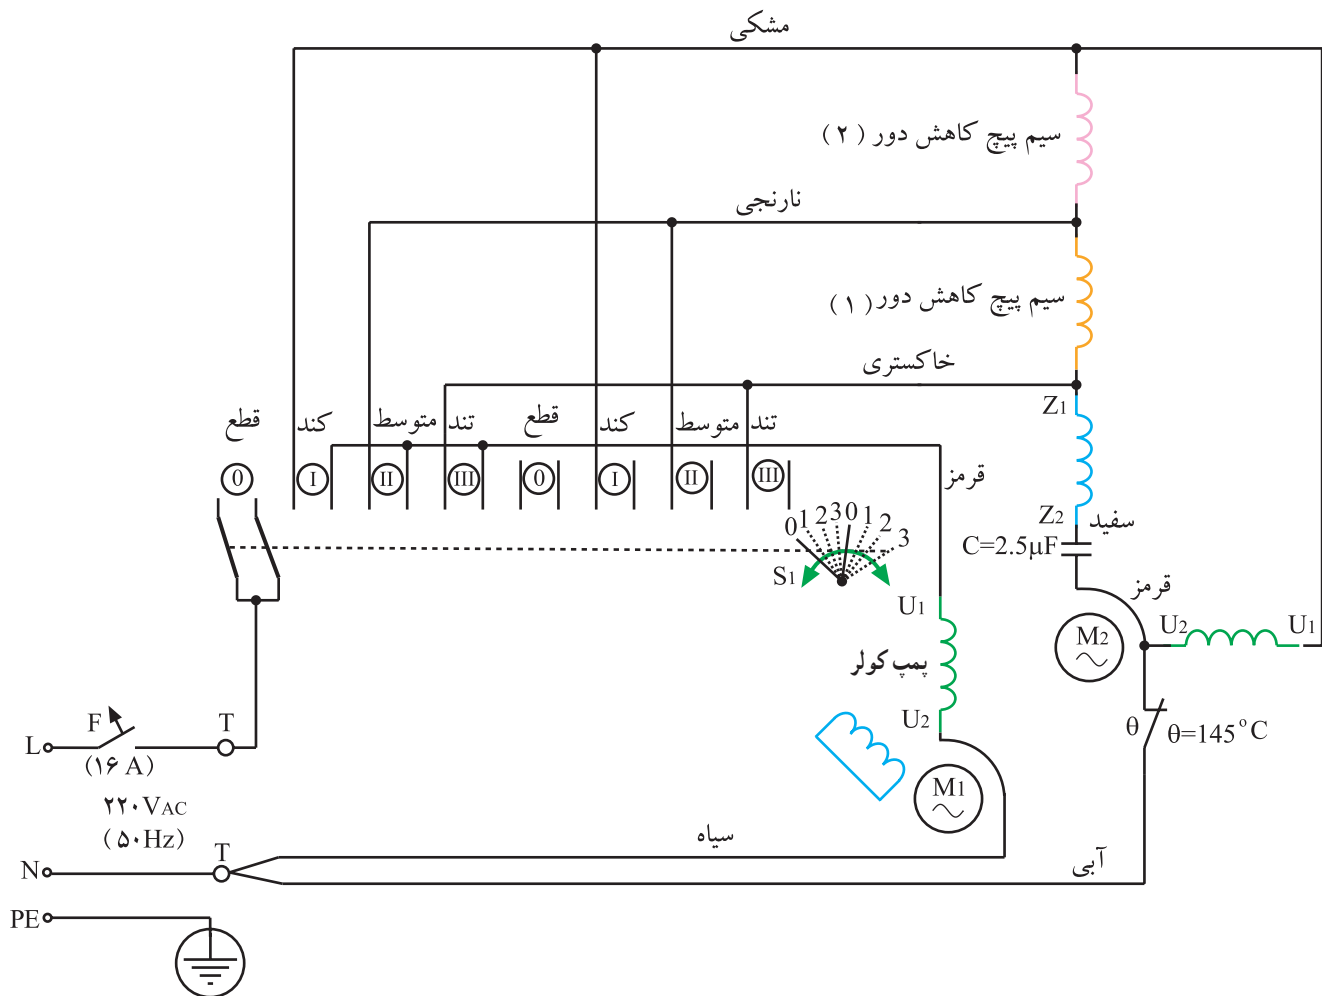 مشکی
سیم پیچ کاهش دور (۲)
نارنجی
سیم پیچ کاهش دور (۱)
خاکستری
قطع کند متوسط تند قطع کند متوسط تند
0 I II III 0 I II III
قرمز
Z1
Z2 سفید
C=2.5µF
قرمز
0 1 2 3 0 1 2 3
S1
U1
پمپ کولر
U2
M1
M2
U2 U1
θ θ=145°C
L F T
(۱۶ A)
۲۲۰VAC
(۵۰Hz)
سیاه
N T
آبی
PE